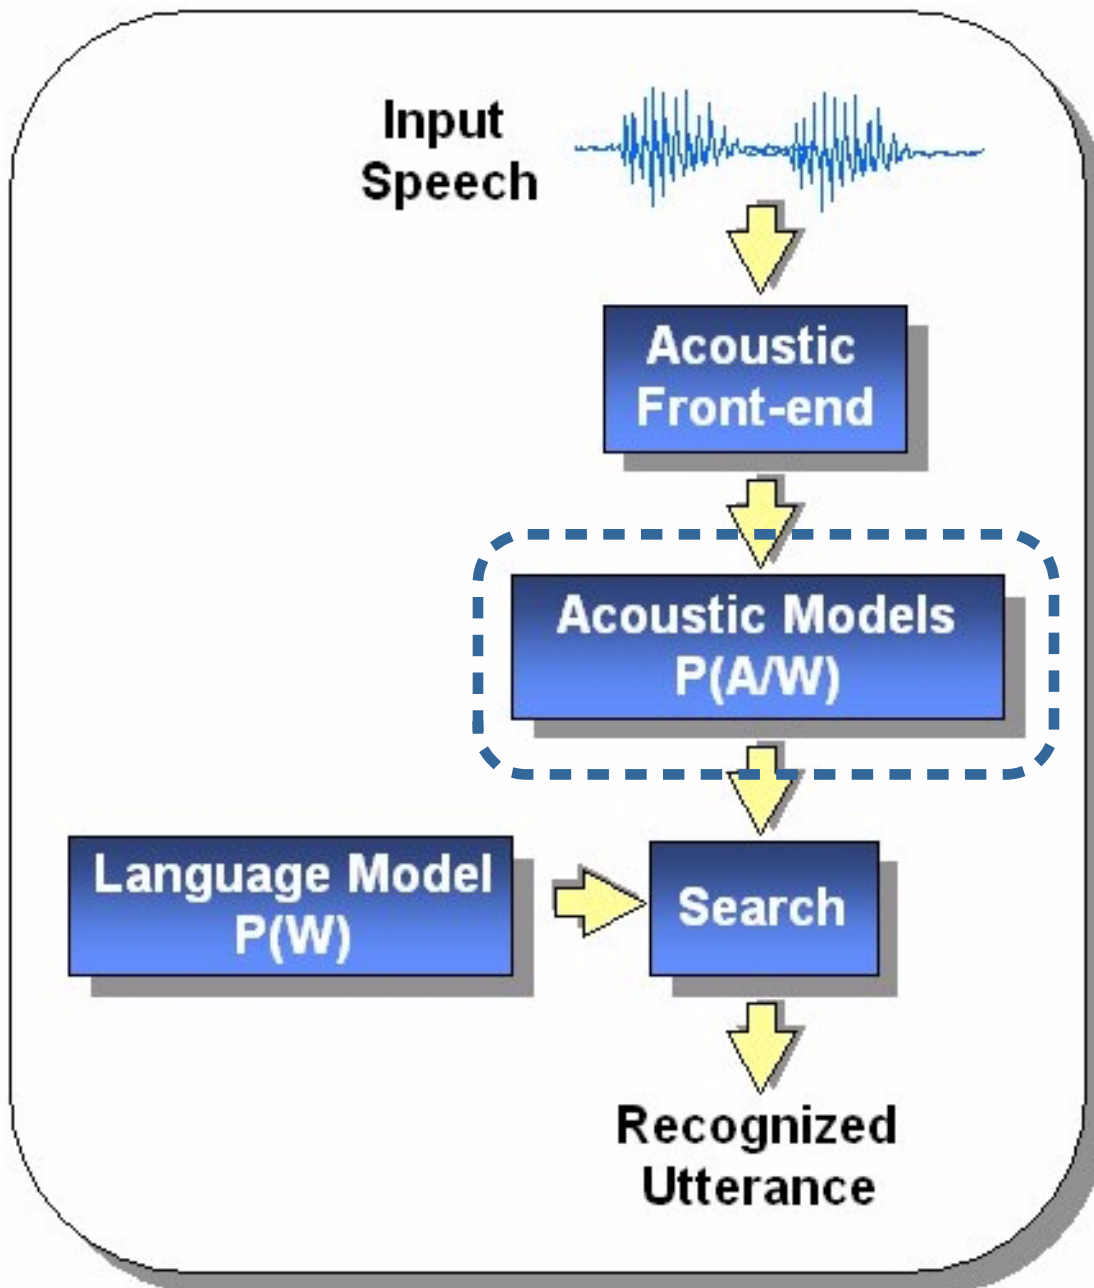 Input
Speech
Acoustic
Front-end
Acoustic Models
P(A/W)
Language Model
P(W)
Search
Recognized
Utterance